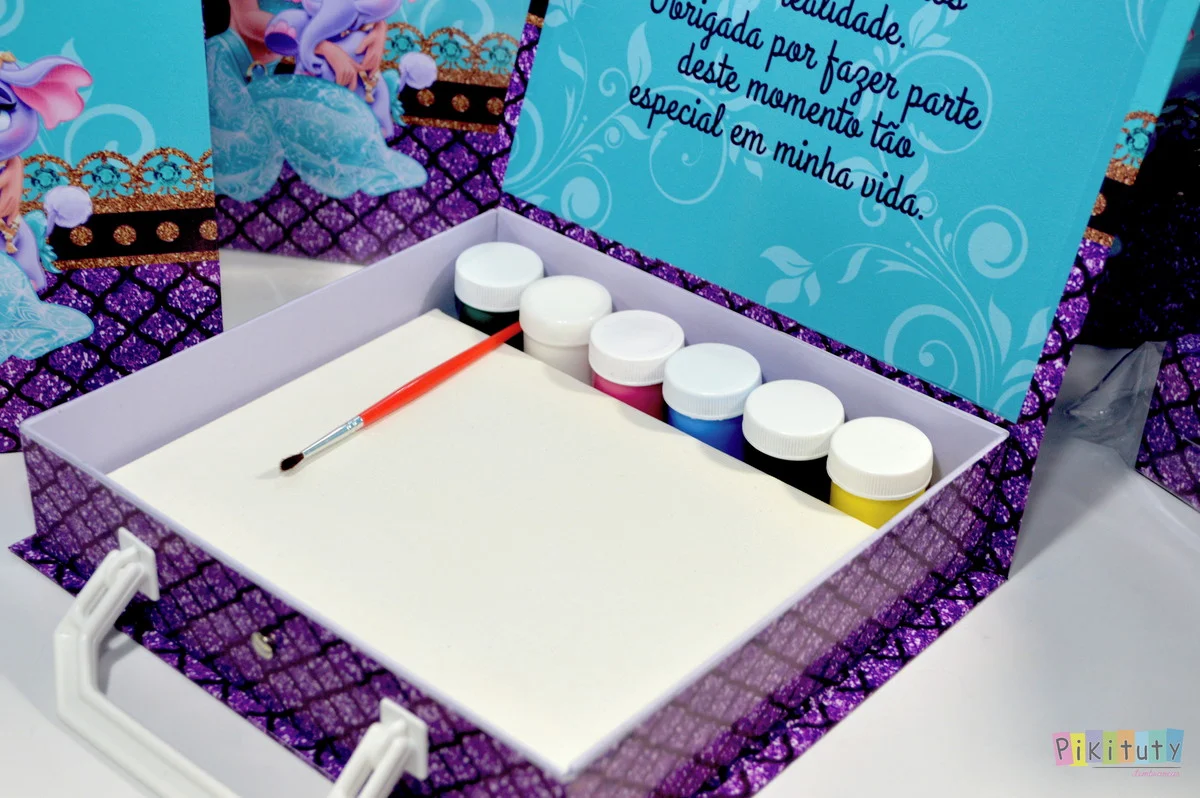 realidade.
Obrigada por fazer parte
deste momento tão
especial em minha vida.
Pikituty